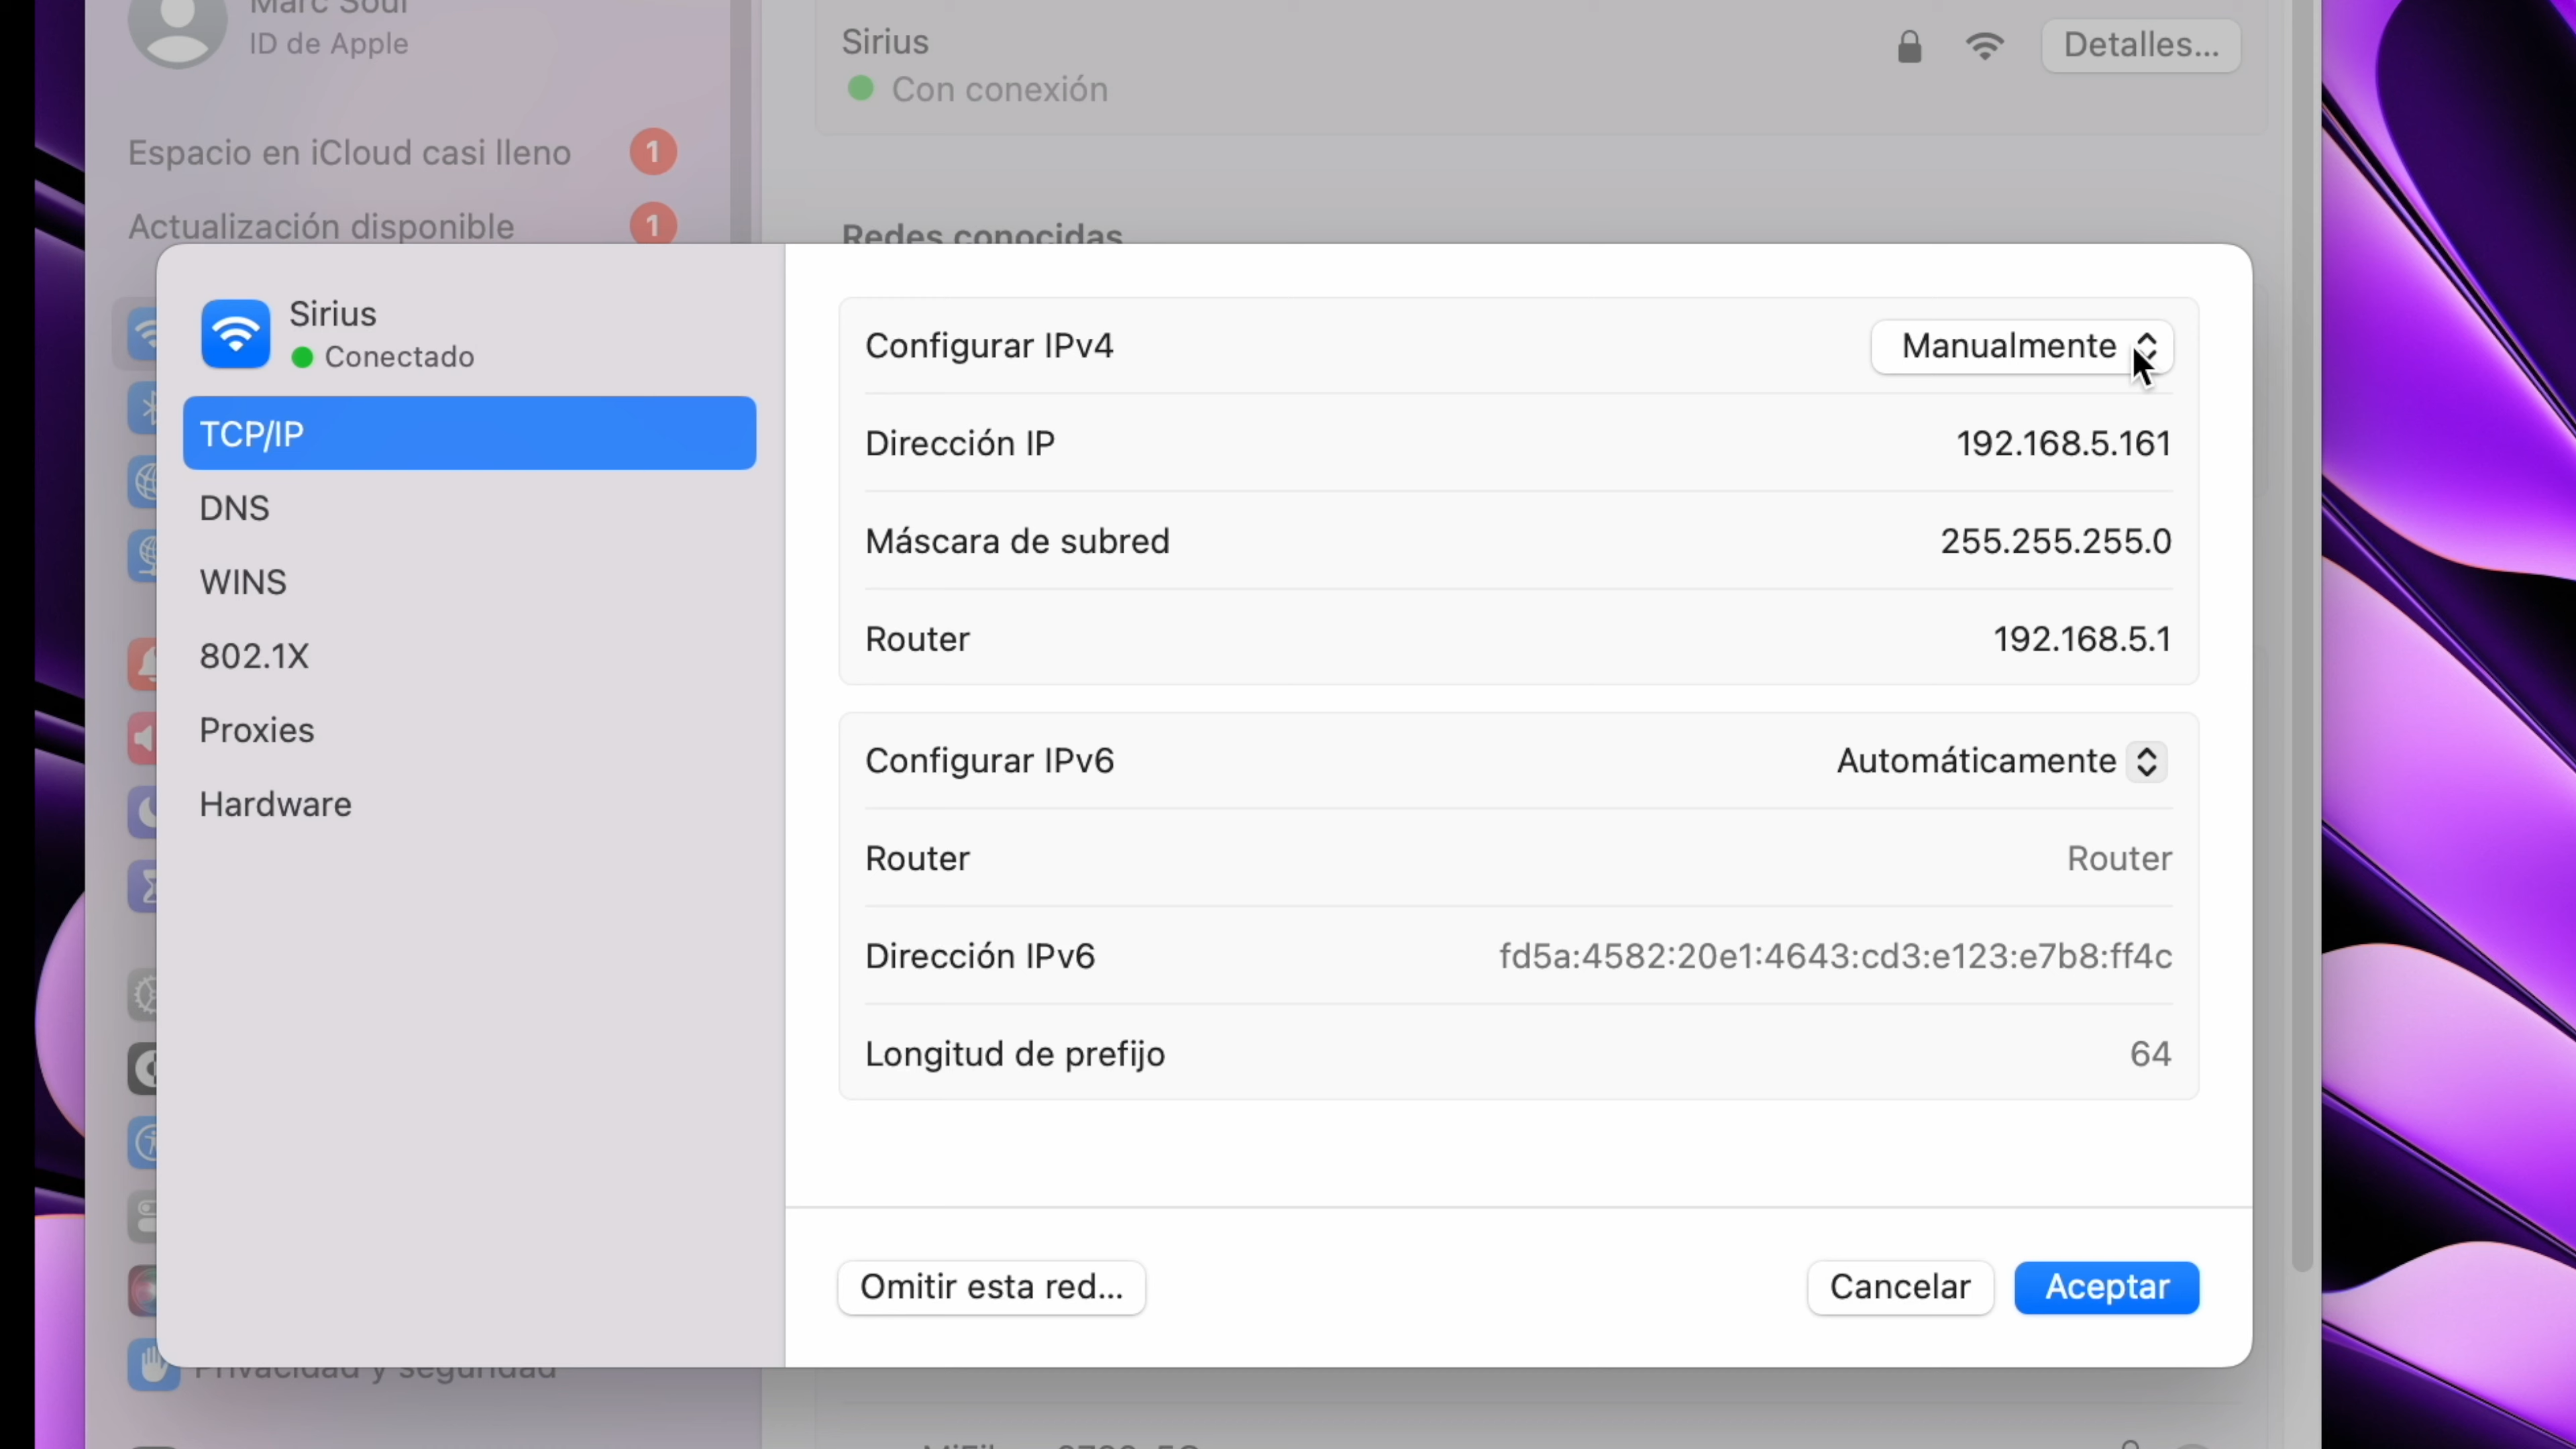 Marc Soul
ID de Apple
Espacio en iCloud casi lleno 1
Actualización disponible 1
Sirius
Con conexión
Detalles...
Redes conocidas
Sirius
Conectado
TCP/IP
DNS
WINS
802.1X
Proxies
Hardware
Configurar IPv4 Manualmente
Dirección IP 192.168.5.161
Máscara de subred 255.255.255.0
Router 192.168.5.1
Configurar IPv6 Automáticamente
Router Router
Dirección IPv6 fd5a:4582:20e1:4643:cd3:e123:e7b8:ff4c
Longitud de prefijo 64
Omitir esta red... Cancelar Aceptar
Privacidad y seguridad